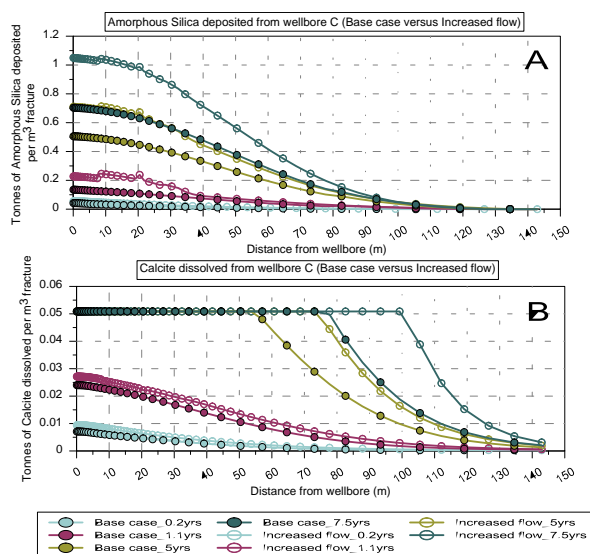 Amorphous Silica deposited from wellbore C (Base case versus Increased flow)
A
Tonnes of Amorphous Silica deposited
per m3 fracture
1.2
1
0.8
0.6
0.4
0.2
0
0 10 20 30 40 50 60 70 80 90 100 110 120 130 140 150
Distance from wellbore (m)
Calcite dissolved from wellbore C (Base case versus Increased flow)
B
Tonnes of Calcite dissolved per m3 fracture
0.06
0.05
0.04
0.03
0.02
0.01
0
0 10 20 30 40 50 60 70 80 90 100 110 120 130 140 150
Distance from wellbore (m)
Base case_0.2yrs Base case_7.5yrs Increased flow_5yrs
Base case_1.1yrs Increased flow_0.2yrs Increased flow_7.5yrs
Base case_5yrs Increased flow_1.1yrs